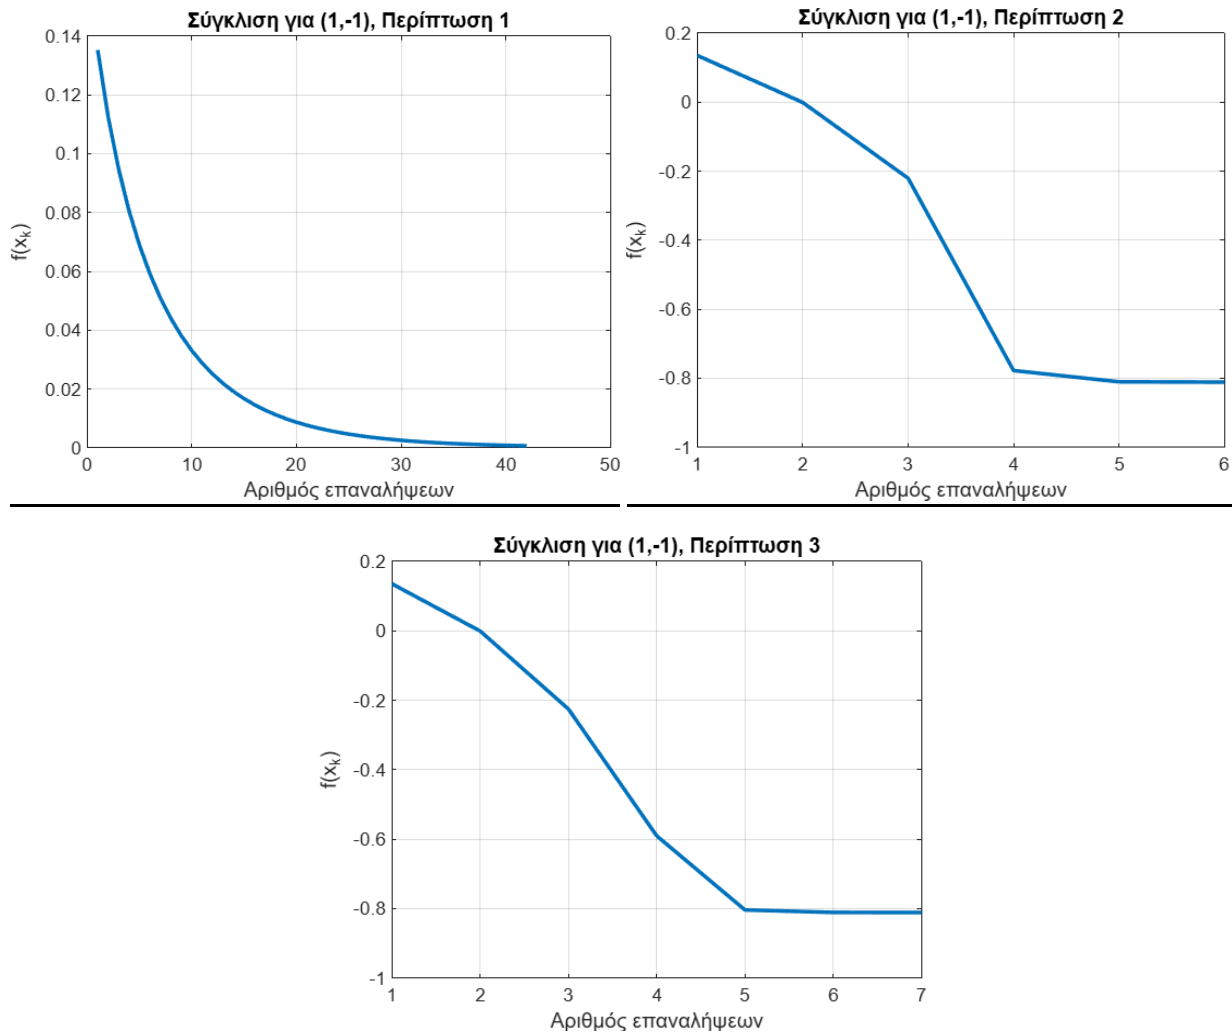 Σύγκλιση για (1,-1), Περίπτωση 1
0.14
0.12
0.1
0.08
0.06
0.04
0.02
0
f(x_k)
0 10 20 30 40 50
Αριθμός επαναλήψεων
Σύγκλιση για (1,-1), Περίπτωση 2
0.2
0
-0.2
-0.4
-0.6
-0.8
-1
f(x_k)
1 2 3 4 5 6
Αριθμός επαναλήψεων
Σύγκλιση για (1,-1), Περίπτωση 3
0.2
0
-0.2
-0.4
-0.6
-0.8
-1
f(x_k)
1 2 3 4 5 6 7
Αριθμός επαναλήψεων